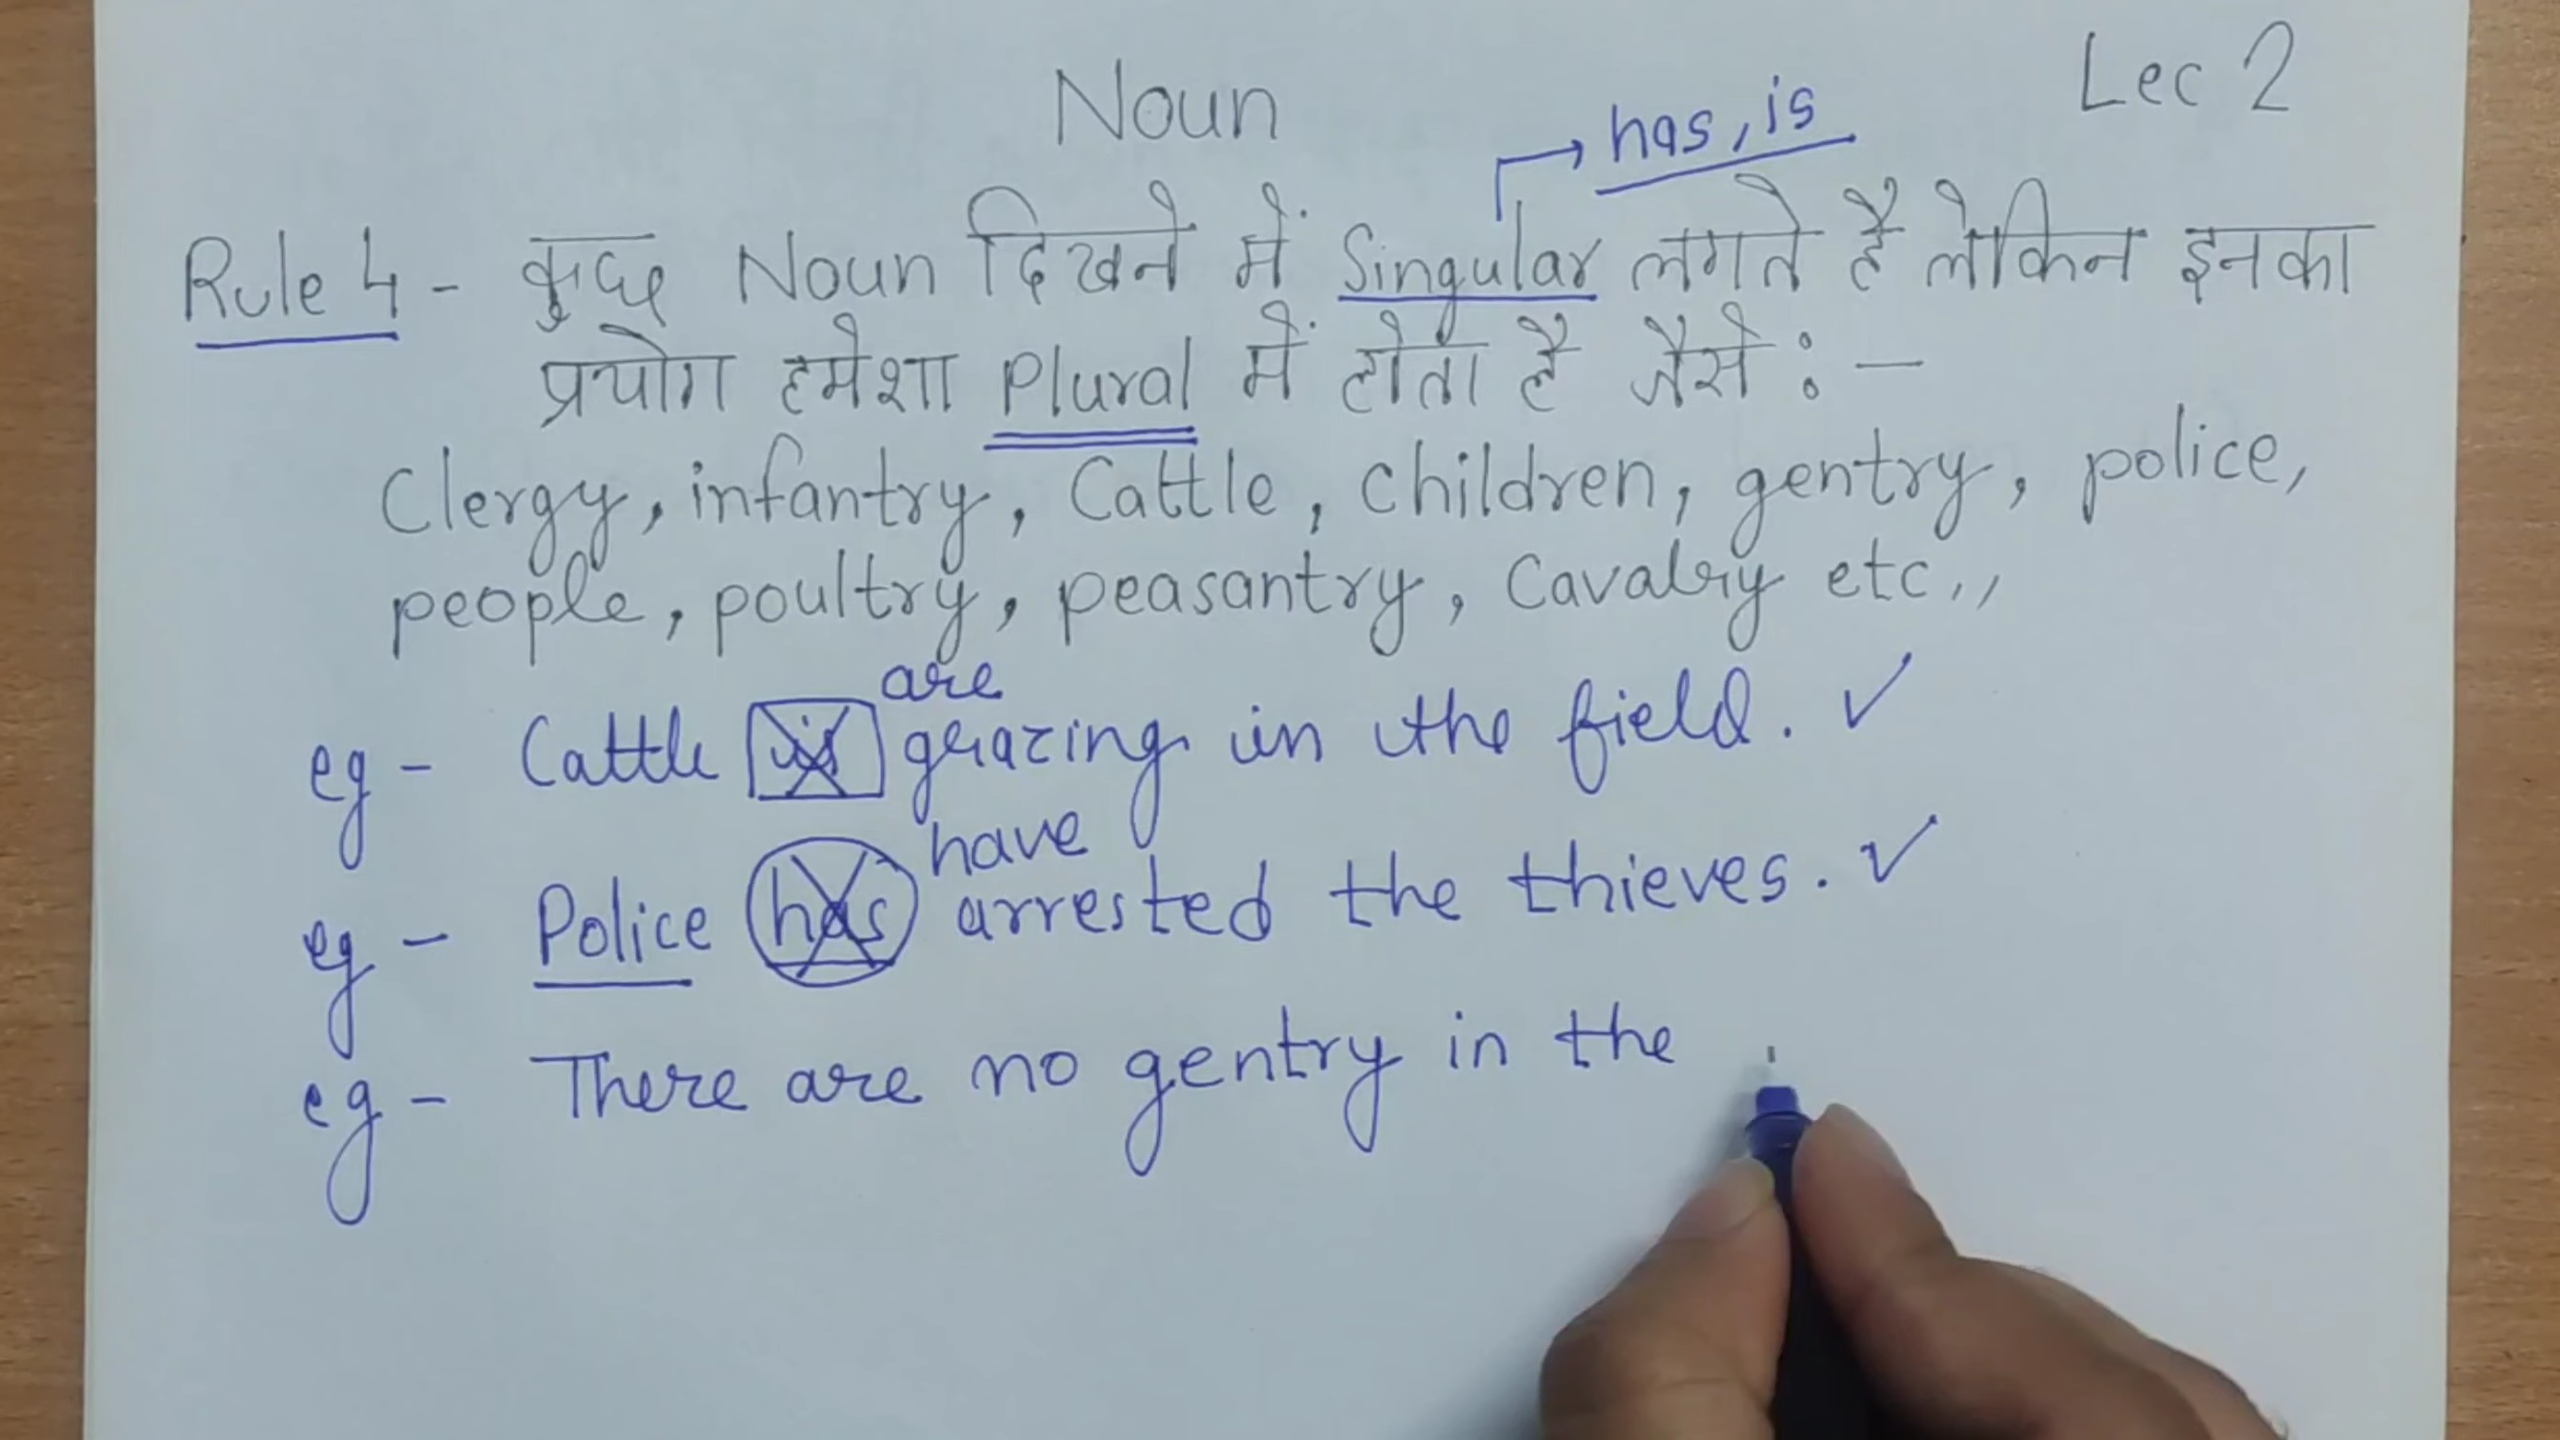 Noun
Lec 2
has, is
Rule 4 - कुछ Noun दिखने में Singular लगते है लेकिन इनका
प्रयोग हमेशा Plural में होता है जैसे : -
Clergy, infantry, Cattle, children, gentry, police,
people, poultry, peasantry, Cavalry etc.,
are
eg - Cattle is grazing in the field. ✓
have
eg - Police has arrested the thieves. ✓
eg - There are no gentry in the